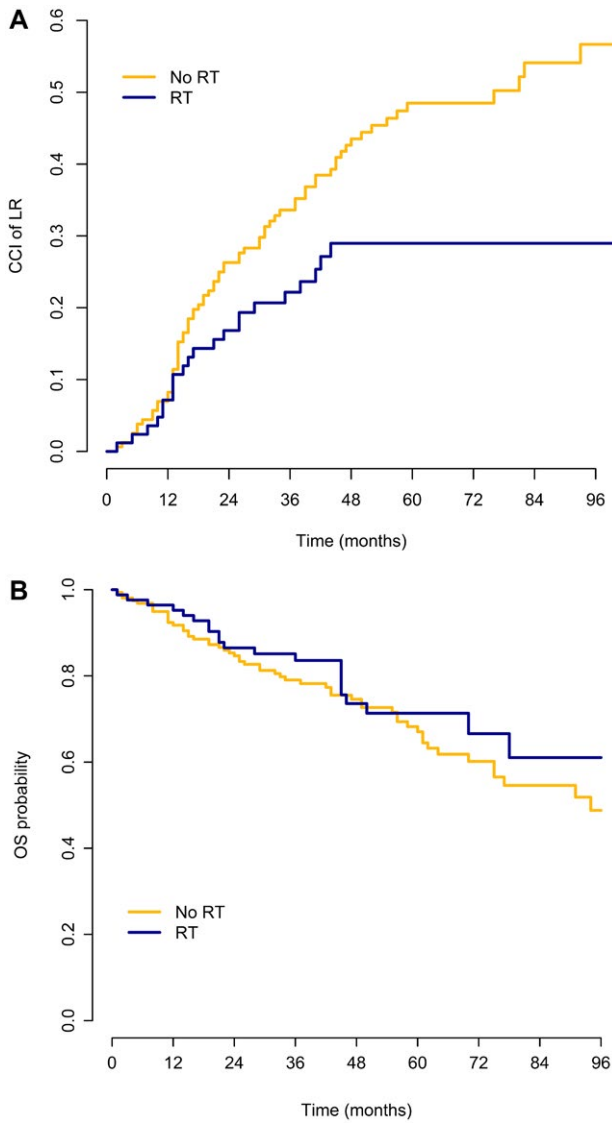 A
0.6
0.5
0.4
0.3
0.2
0.1
0.0
CCI of LR
No RT
RT
0 12 24 36 48 60 72 84 96
Time (months)
B
1.0
0.8
0.6
0.4
0.2
0.0
OS probability
No RT
RT
0 12 24 36 48 60 72 84 96
Time (months)